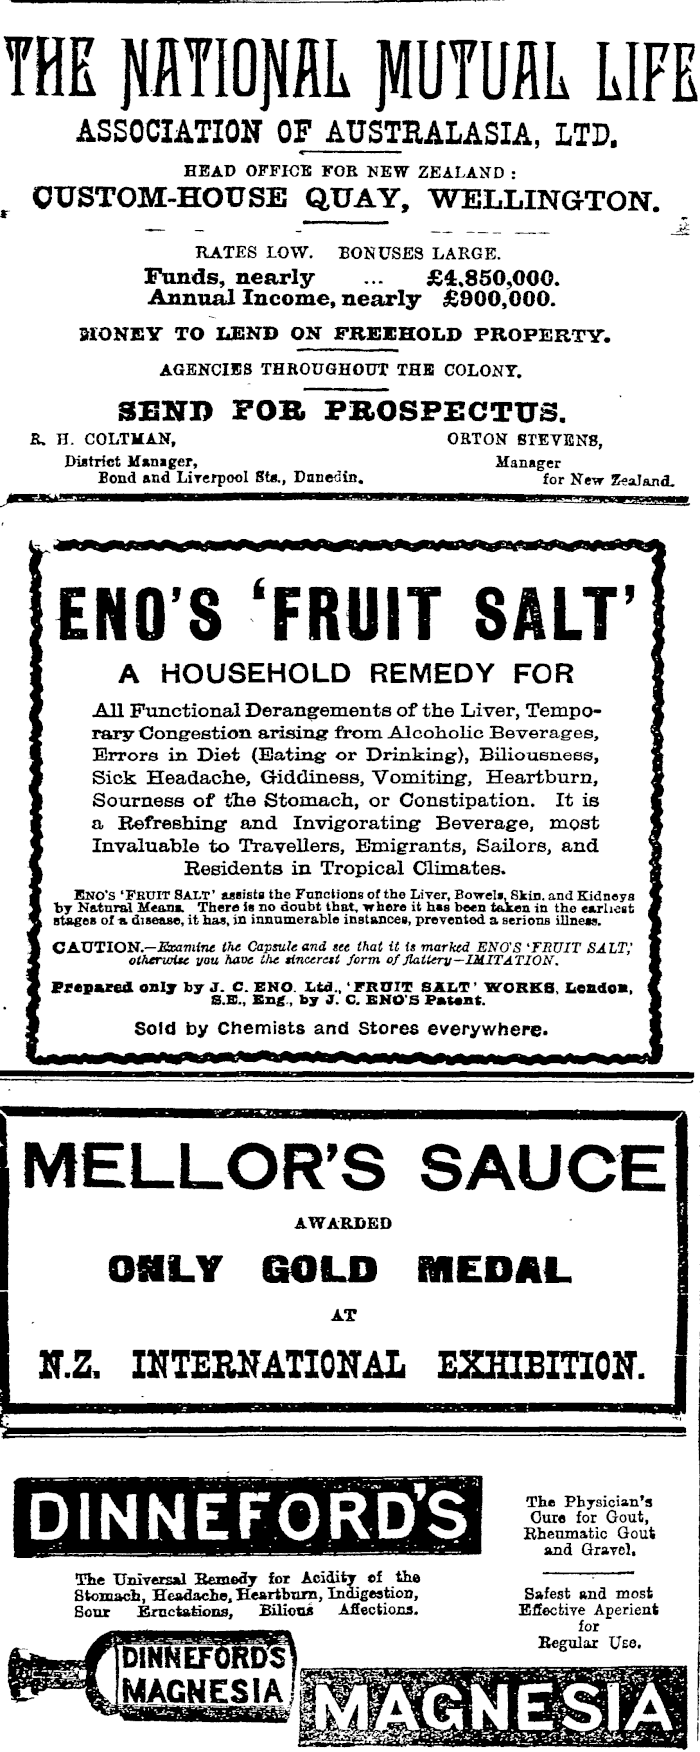 THE NATIONAL MUTUAL LIFE
ASSOCIATION OF AUSTRALASIA, LTD.
HEAD OFFICE FOR NEW ZEALAND:
CUSTOM-HOUSE QUAY, WELLINGTON.
RATES LOW. BONUSES LARGE.
Funds, nearly ... £4,850,000.
Annual Income, nearly £900,000.
MONEY TO LEND ON FREEHOLD PROPERTY.
AGENCIES THROUGHOUT THE COLONY.
SEND FOR PROSPECTUS.
R. H. COLTMAN,
District Manager,
Bond and Liverpool Sts., Dunedin.
ORTON STEVENS,
Manager
for New Zealand.
ENO'S 'FRUIT SALT'
A HOUSEHOLD REMEDY FOR
All Functional Derangements of the Liver, Tempo-
rary Congestion arising from Alcoholic Beverages,
Errors in Diet (Eating or Drinking), Biliousness,
Sick Headache, Giddiness, Vomiting, Heartburn,
Sourness of the Stomach, or Constipation. It is
a Refreshing and Invigorating Beverage, most
Invaluable to Travellers, Emigrants, Sailors, and
Residents in Tropical Climates.
ENO'S 'FRUIT SALT' assists the Functions of the Liver, Bowels, Skin, and Kidneys
by Natural Means. There is no doubt that, where it has been taken in the earliest
stages of a disease, it has, in innumerable instances, prevented a serious illness.
CAUTION.—Examine the Capsule and see that it is marked ENO'S 'FRUIT SALT,'
otherwise you have the sincerest form of flattery—IMITATION.
Prepared only by J. C. ENO. Ltd., 'FRUIT SALT' WORKS, London,
S.E., Eng., by J. C. ENO'S Patent.
Sold by Chemists and Stores everywhere.
MELLOR'S SAUCE
AWARDED
ONLY GOLD MEDAL
AT
N.Z. INTERNATIONAL EXHIBITION.
DINNEFORD'S
The Universal Remedy for Acidity of the
Stomach, Headache, Heartburn, Indigestion,
Sour Eructations, Bilious Affections.
The Physician's
Cure for Gout,
Rheumatic Gout
and Gravel.
Safest and most
Effective Aperient
for
Regular Use.
DINNEFORD'S
MAGNESIA
MAGNESIA